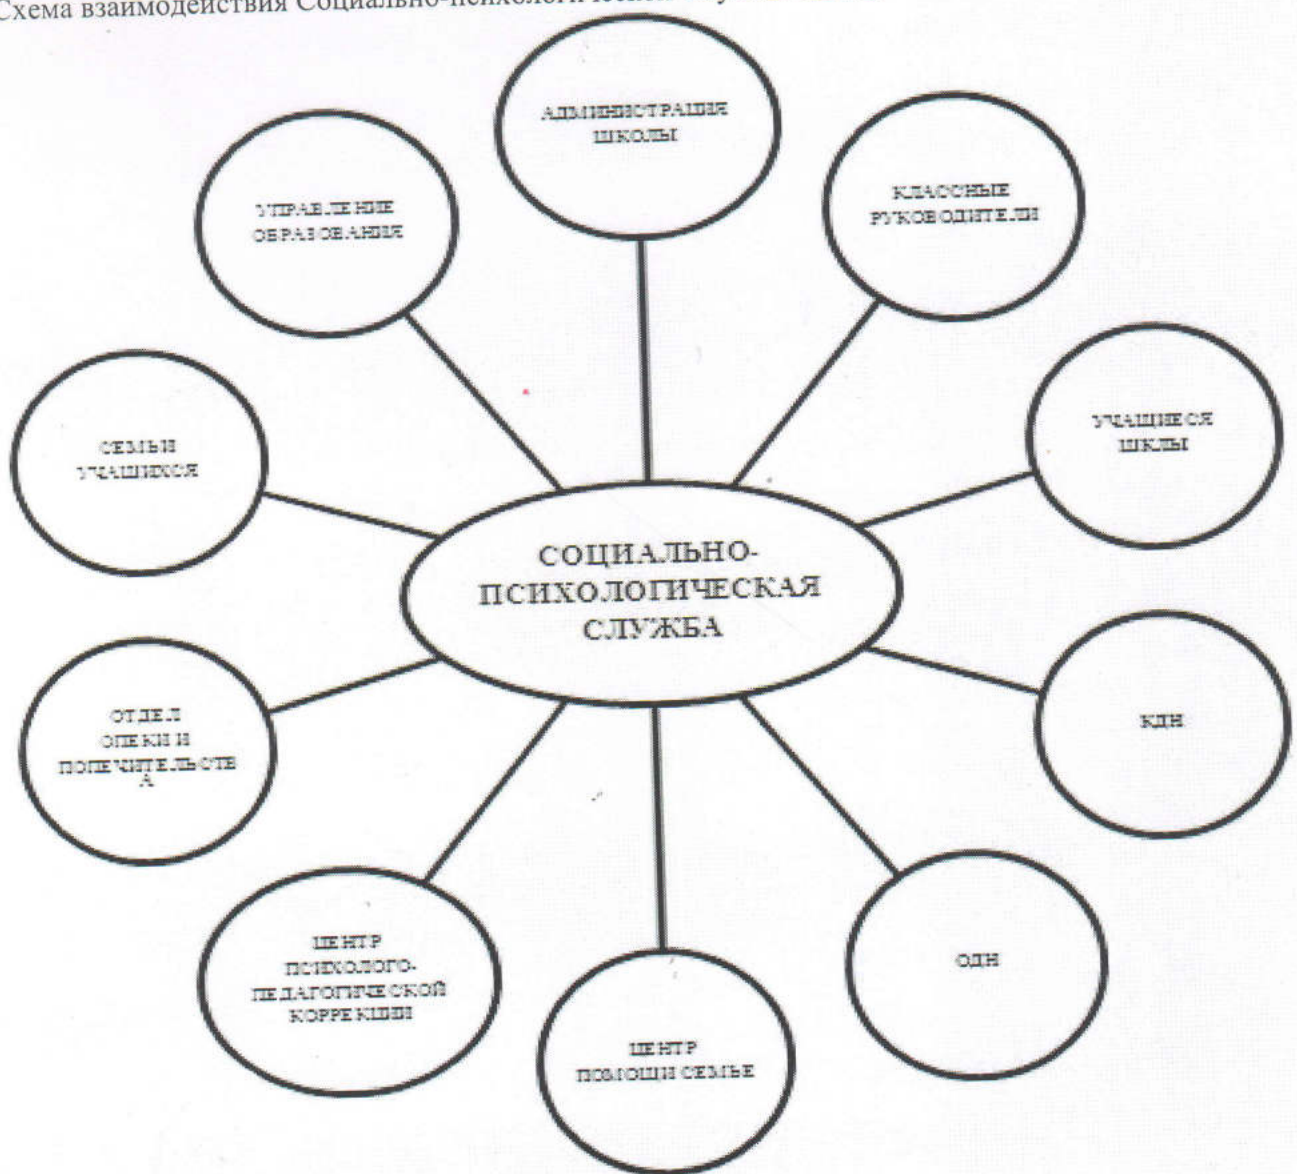 Схема взаимодействия Социально-психологической
АДМИНИСТРАЦИЯ
ШКОЛЫ
КЛАССНЫЕ
РУКОВОДИТЕЛИ
УПРАВЛЕНИЕ
ОБРАЗОВАНИЯ
УЧАЩИЕСЯ
ШКЛЫ
СЕМЬИ
УЧАЩИХСЯ
СОЦИАЛЬНО-
ПСИХОЛОГИЧЕСКАЯ
СЛУЖБА
КДН
ОТДЕЛ
ОПЕКИ И
ПОПЕЧИТЕЛЬСТВ
А
ОДН
ЦЕНТР
ПСИХОЛОГО-
ПЕДАГОГИЧЕСКОЙ
КОРРЕКЦИИ
ЦЕНТР
ПОМОЩИ СЕМЬЕ